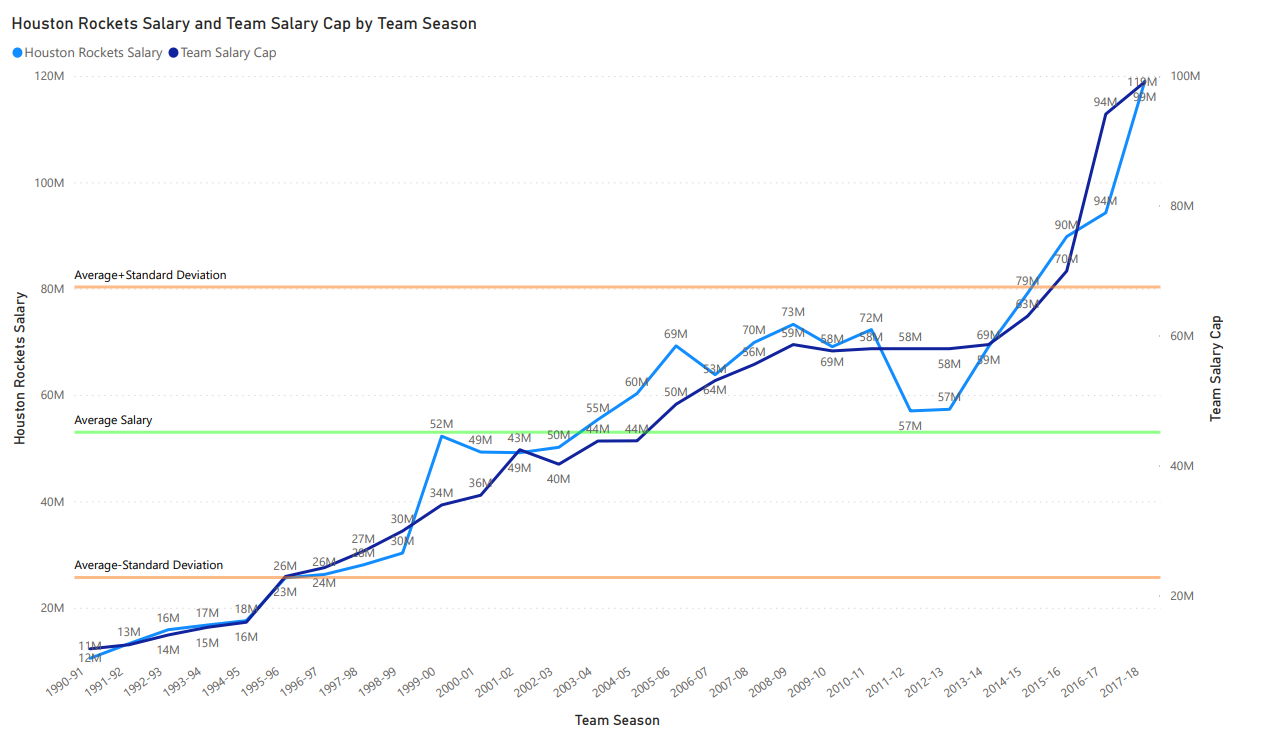 Houston Rockets Salary and Team Salary Cap by Team Season
Houston Rockets Salary Team Salary Cap
120M
100M
80M
60M
40M
20M
Houston Rockets Salary
100M
80M
60M
40M
20M
Team Salary Cap
Average+Standard Deviation
Average Salary
Average-Standard Deviation
11M
12M
13M
16M
14M
17M
15M
18M
16M
26M
23M
26M
24M
27M
28M
30M
30M
52M
34M
49M
36M
43M
49M
50M
40M
55M
44M
60M
44M
69M
50M
53M
64M
70M
56M
73M
59M
58M
69M
72M
58M
58M
57M
58M
57M
69M
59M
79M
63M
90M
70M
94M
94M
119M
99M
1990-91
1991-92
1992-93
1993-94
1994-95
1995-96
1996-97
1997-98
1998-99
1999-00
2000-01
2001-02
2002-03
2003-04
2004-05
2005-06
2006-07
2007-08
2008-09
2009-10
2010-11
2011-12
2012-13
2013-14
2014-15
2015-16
2016-17
2017-18
Team Season